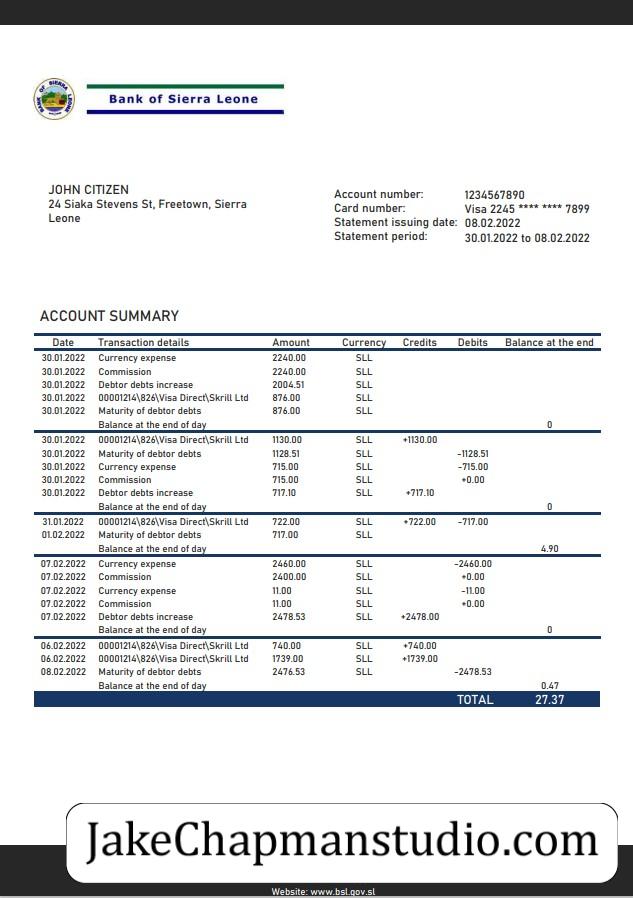 BANK OF SIERRA LEONE
Bank of Sierra Leone
JOHN CITIZEN
24 Siaka Stevens St, Freetown, Sierra
Leone
Account number: 1234567890
Card number: Visa 2245 **** **** 7899
Statement issuing date: 08.02.2022
Statement period: 30.01.2022 to 08.02.2022
ACCOUNT SUMMARY
Date Transaction details Amount Currency Credits Debits Balance at the end
30.01.2022 Currency expense 2240.00 SLL
30.01.2022 Commission 2240.00 SLL
30.01.2022 Debtor debts increase 2004.51 SLL
30.01.2022 00001214\826\Visa Direct\Skrill Ltd 876.00 SLL
30.01.2022 Maturity of debtor debts 876.00 SLL
Balance at the end of day 0
30.01.2022 00001214\826\Visa Direct\Skrill Ltd 1130.00 SLL +1130.00
30.01.2022 Maturity of debtor debts 1128.51 SLL -1128.51
30.01.2022 Currency expense 715.00 SLL -715.00
30.01.2022 Commission 715.00 SLL +0.00
30.01.2022 Debtor debts increase 717.10 SLL +717.10
Balance at the end of day 0
31.01.2022 00001214\826\Visa Direct\Skrill Ltd 722.00 SLL +722.00 -717.00
01.02.2022 Maturity of debtor debts 717.00 SLL
Balance at the end of day 4.90
07.02.2022 Currency expense 2460.00 SLL -2460.00
07.02.2022 Commission 2400.00 SLL +0.00
07.02.2022 Currency expense 11.00 SLL -11.00
07.02.2022 Commission 11.00 SLL +0.00
07.02.2022 Debtor debts increase 2478.53 SLL +2478.00
Balance at the end of day 0
06.02.2022 00001214\826\Visa Direct\Skrill Ltd 740.00 SLL +740.00
06.02.2022 00001214\826\Visa Direct\Skrill Ltd 1739.00 SLL +1739.00
08.02.2022 Maturity of debtor debts 2476.53 SLL -2478.53
Balance at the end of day 0.47
TOTAL 27.37
JakeChapmanstudio.com
Website: www.bsl.gov.sl